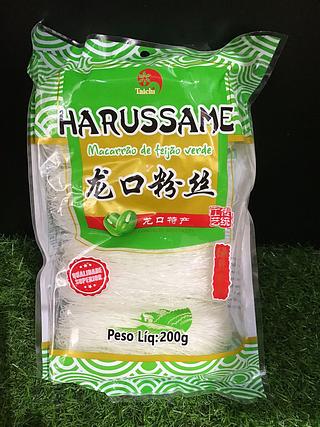 Taichi
HARUSSAME
Macarrão de feijão verde
龙口粉丝
龙口特产
QUALIDADE
SUPERIOR
Peso Líq:200g